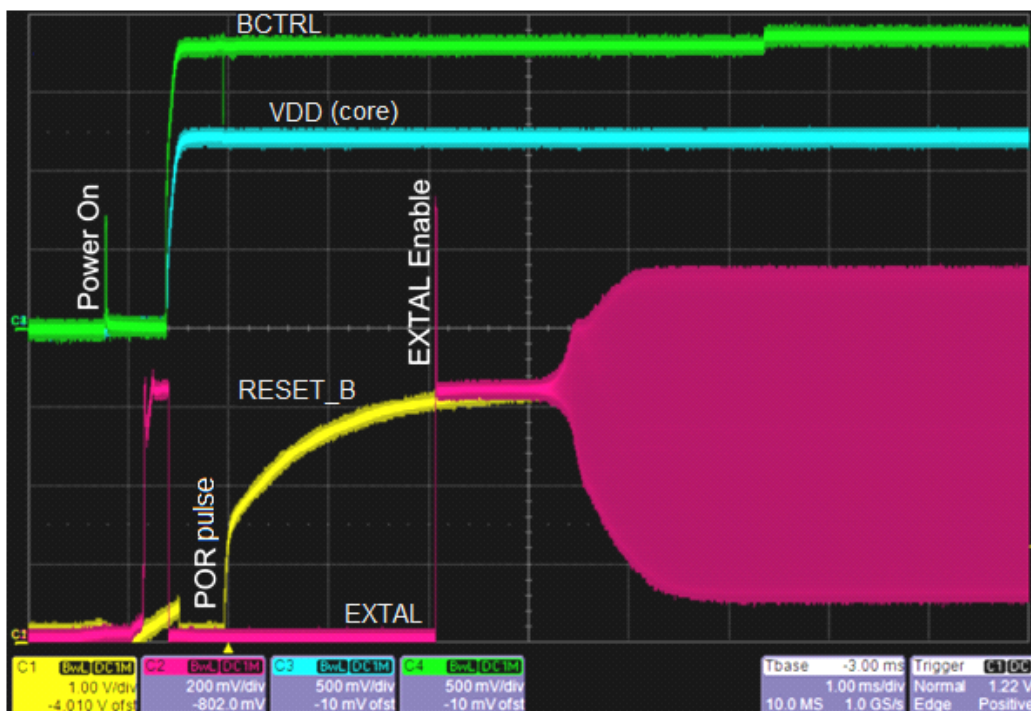 BCTRL
VDD (core)
Power On
EXTAL Enable
RESET_B
POR pulse
EXTAL
C1 BwL DC1M
1.00 V/div
-4.010 V ofst
C2 BwL DC1M
200 mV/div
-802.0 mV
C3 BwL DC1M
500 mV/div
-10 mV ofst
C4 BwL DC1M
500 mV/div
-10 mV ofst
Tbase -3.00 ms
1.00 ms/div
10.0 MS 1.0 GS/s
Trigger C1 DC
Normal 1.22 V
Edge Positive